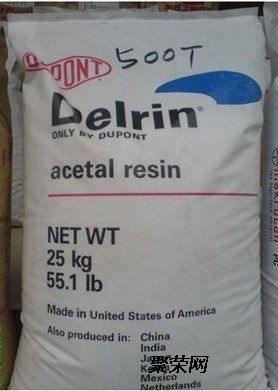 DUPONT 500T
Delrin®
ONLY BY DUPONT
acetal resin
NET WT
25 kg
55.1 lb
Made in United States of America
Also produced in: China
India
Mexico
Netherlands
聚荣网